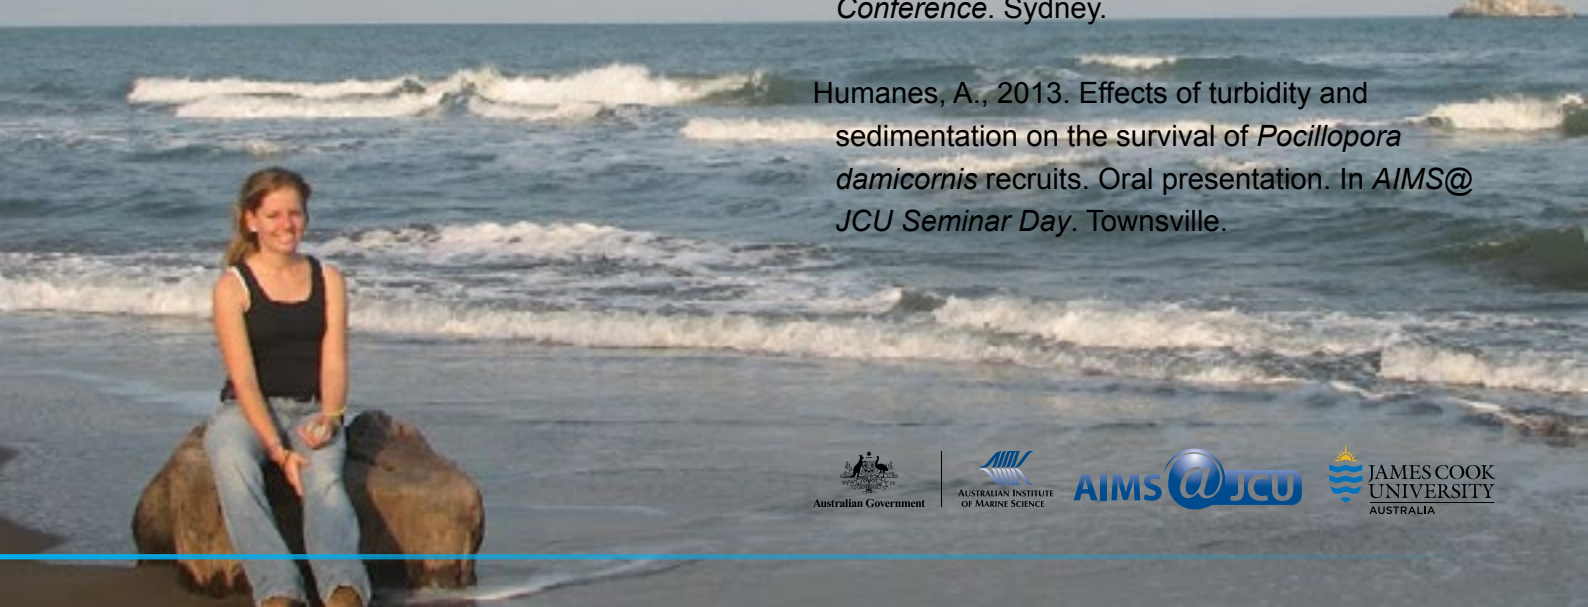 Conference. Sydney.
Humanes, A., 2013. Effects of turbidity and
sedimentation on the survival of Pocillopora
damicornis recruits. Oral presentation. In AIMS@
JCU Seminar Day. Townsville.
Australian Government
AIMS
AUSTRALIAN INSTITUTE
OF MARINE SCIENCE
AIMS@JCU
JAMES COOK
UNIVERSITY
AUSTRALIA